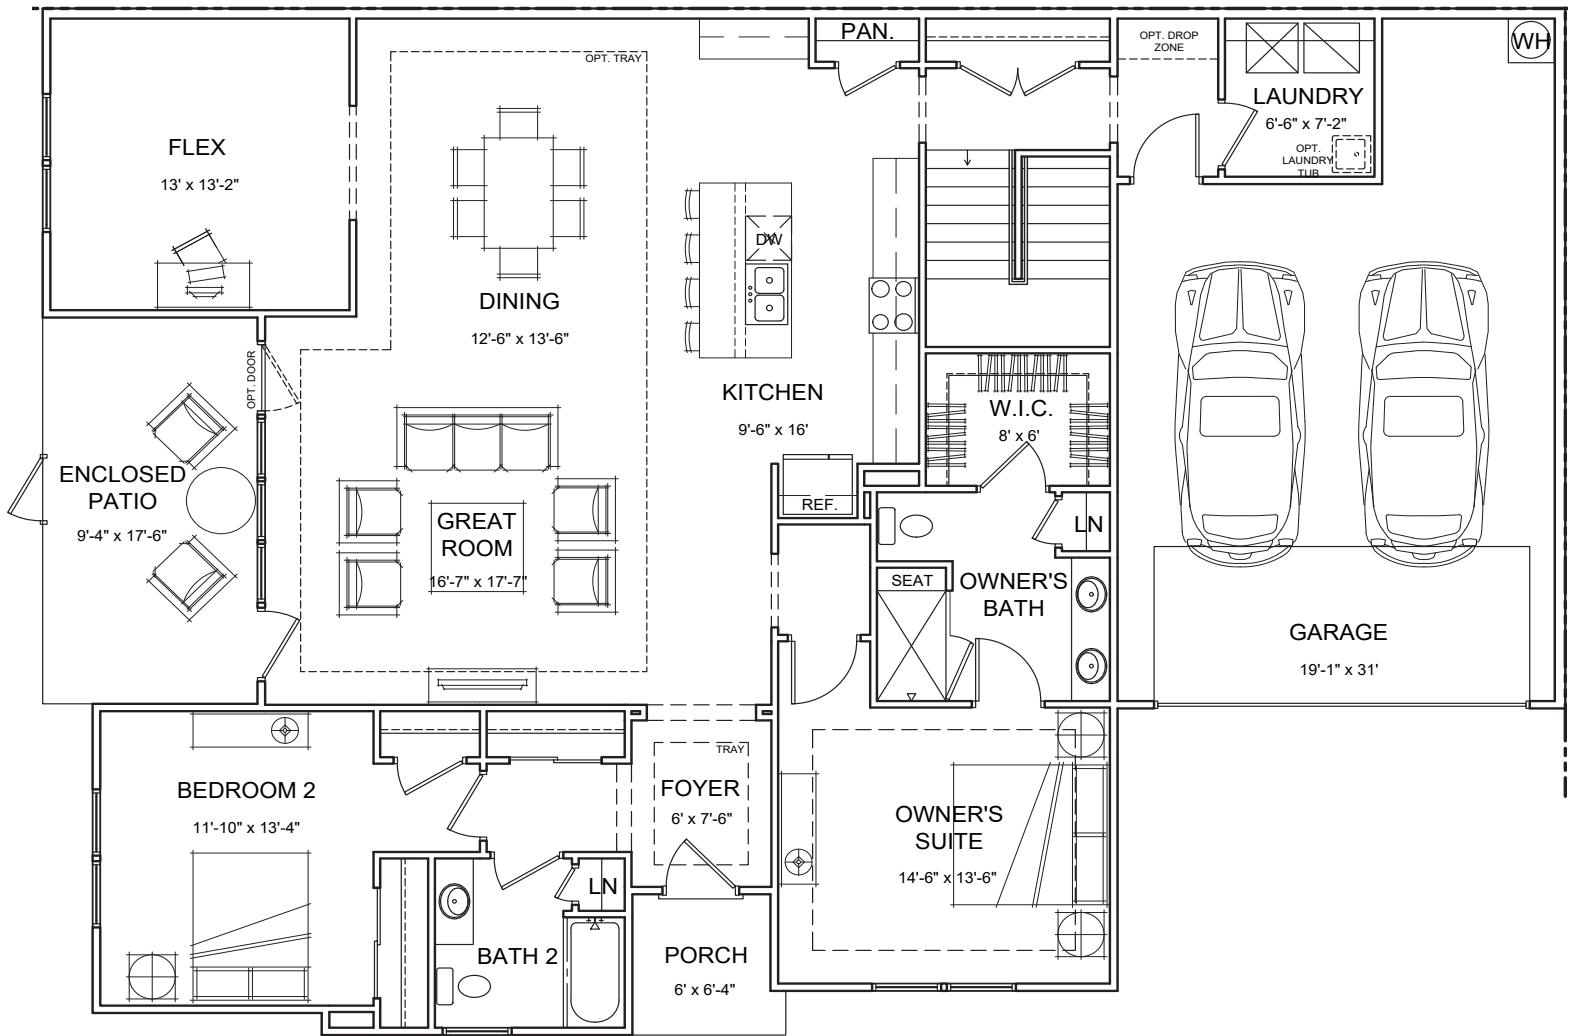 PAN.
OPT. DROP
ZONE
WH
OPT. TRAY
LAUNDRY
6'-6" x 7'-2"
OPT.
LAUNDRY
TUB
FLEX
13' x 13'-2"
DW
DINING
12'-6" x 13'-6"
OPT. DOOR
KITCHEN
9'-6" x 16'
W.I.C.
8' x 6'
ENCLOSED
PATIO
9'-4" x 17'-6"
GREAT
ROOM
16'-7" x 17'-7"
REF.
LN
SEAT
OWNER'S
BATH
GARAGE
19'-1" x 31'
TRAY
BEDROOM 2
11'-10" x 13'-4"
FOYER
6' x 7'-6"
OWNER'S
SUITE
14'-6" x 13'-6"
LN
BATH 2
PORCH
6' x 6'-4"